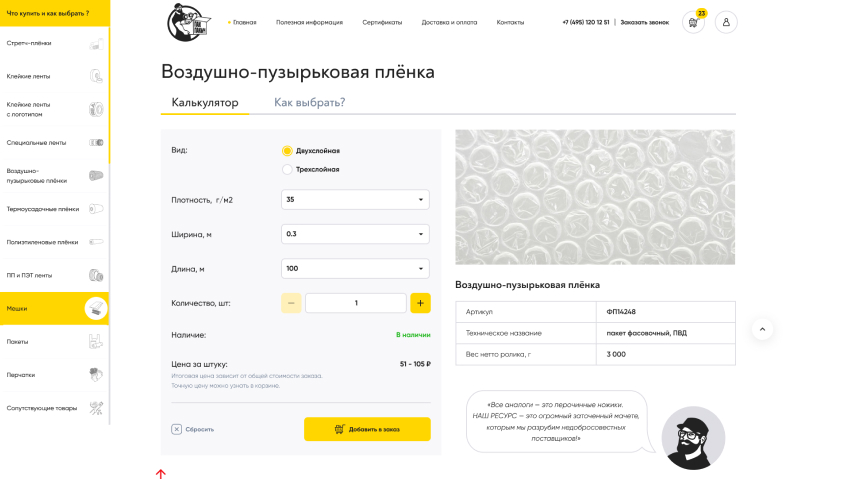 Что купить и как выбрать ?
Стретч-плёнки
Клейкие ленты
Клейкие ленты
с логотипом
Специальные ленты
Воздушно-
пузырьковые плёнки
Термоусадочные плёнки
Полиэтиленовые плёнки
ПП и ПЭТ ленты
Мешки
Пакеты
Перчатки
Сопутствующие товары
Главная
Полезная информация
Сертификаты
Доставка и оплата
Контакты
+7 (495) 120 12 51 | Заказать звонок
23
Воздушно-пузырьковая плёнка
Калькулятор
Как выбрать?
Вид:
Двухслойная
Трехслойная
Плотность, г/м2
35
Ширина, м
0.3
Длина, м
100
Количество, шт:
− 1 +
Наличие:
В наличии
Цена за штуку:
51 - 105 ₽
Итоговая цена зависит от общей стоимости заказа.
Точную цену можно узнать в корзине.
Сбросить
Добавить в заказ
Воздушно-пузырьковая плёнка
Артикул ФП14248
Техническое название пакет фасовочный, ПВД
Вес нетто ролика, г 3 000
«Все аналоги — это перочинные ножики.
НАШ РЕСУРС — это огромный заточенный мачете,
которым мы разрубим недобросовестных
поставщиков!»